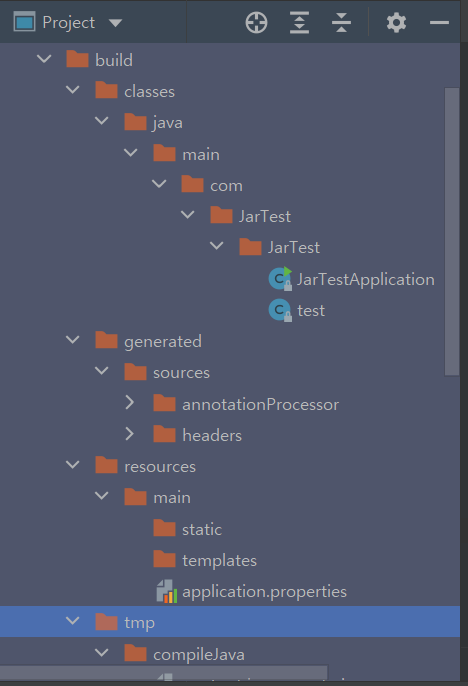 Project
build
classes
java
main
com
JarTest
JarTest
JarTestApplication
test
generated
sources
annotationProcessor
headers
resources
main
static
templates
application.properties
tmp
compileJava